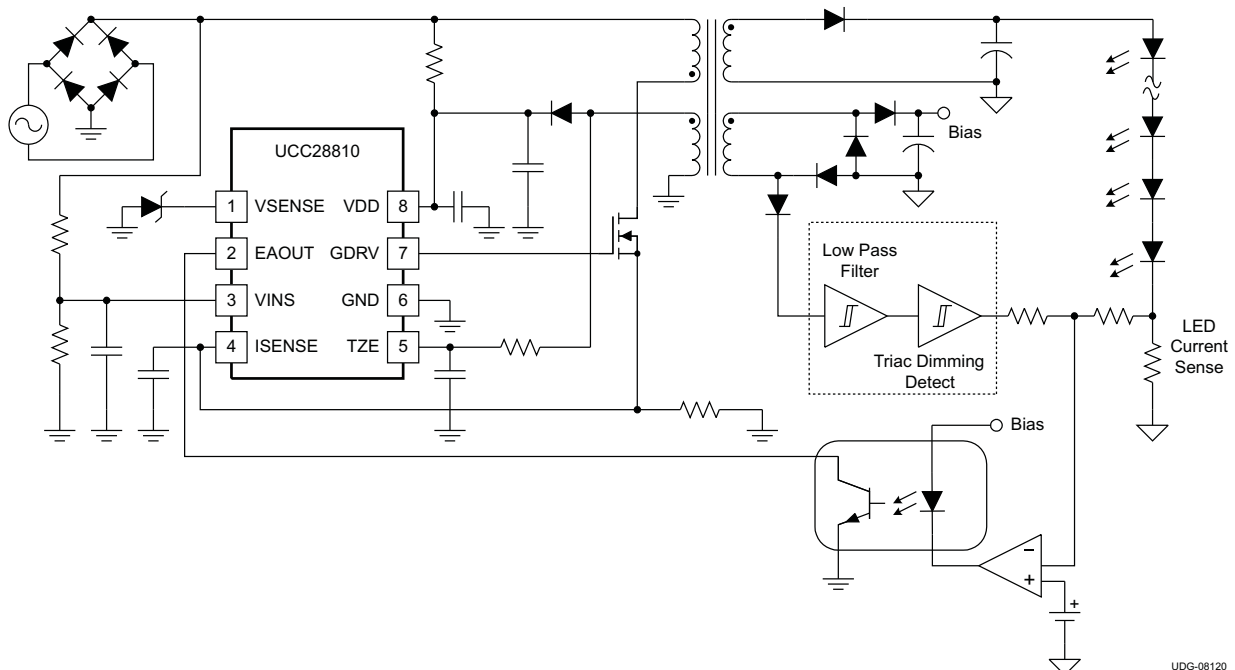 Bias
UCC28810
1 VSENSE VDD 8
2 EAOUT GDRV 7
3 VINS GND 6
4 ISENSE TZE 5
Low Pass
Filter
Triac Dimming
Detect
LED
Current
Sense
Bias
-
+
+
UDG-08120